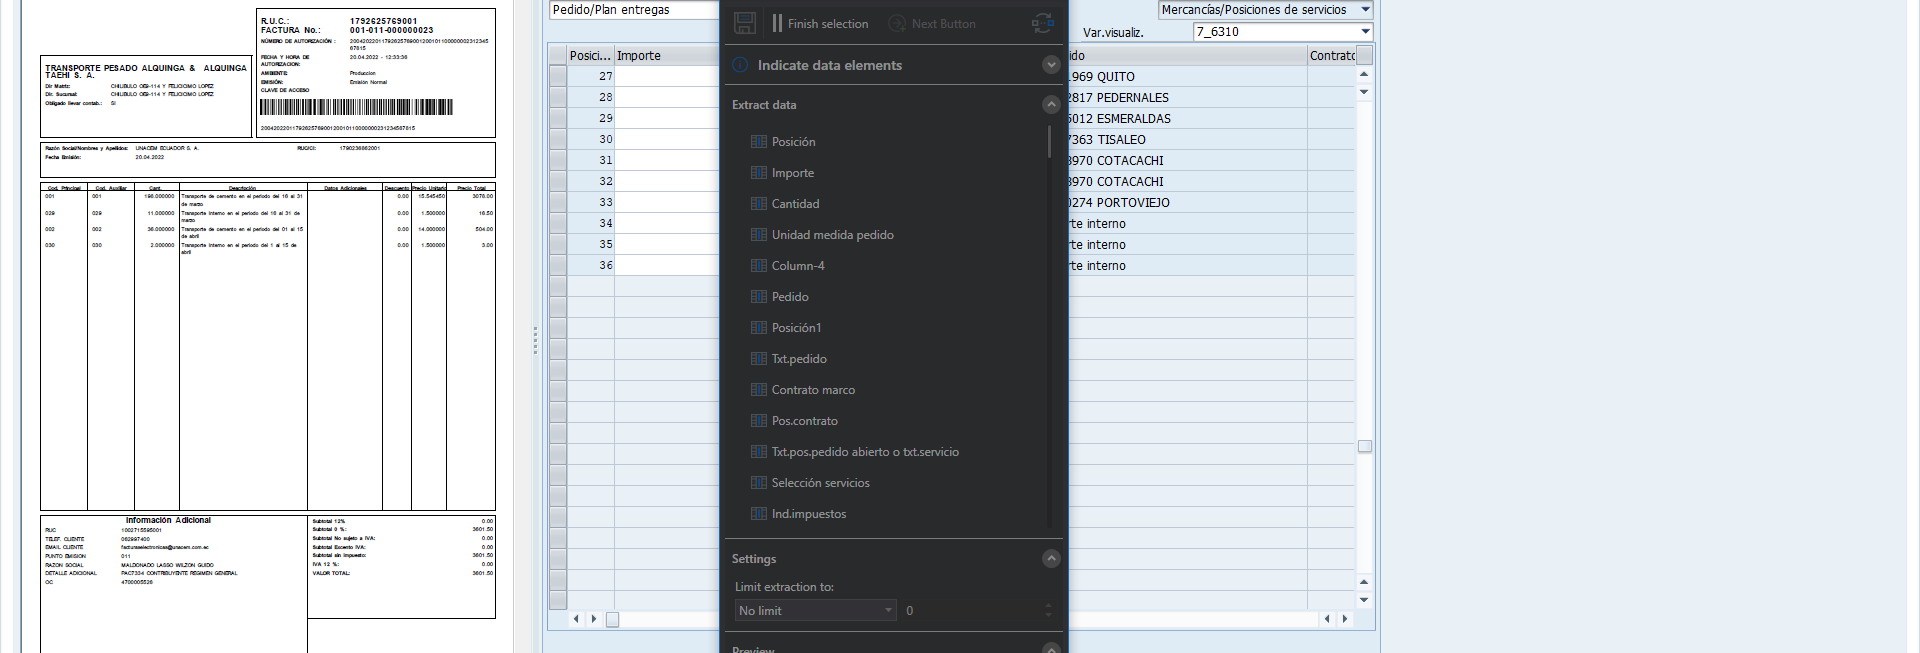 R.U.C.: 1792625769001
FACTURA No.: 001-011-000000023
NÚMERO DE AUTORIZACIÓN : 2004202201179262576900120010110000000231234567815
FECHA Y HORA DE AUTORIZACION: 20.04.2022 - 12:33:36
AMBIENTE: Produccion
EMISIÓN: Emisión Normal
CLAVE DE ACCESO
TRANSPORTE PESADO ALQUINGA & ALQUINGA TAEHI S. A.
Dir Matriz: CHILIBULO OE9-114 Y FELICICIMO LOPEZ
Dir. Sucursal: CHILIBULO OE9-114 Y FELICICIMO LOPEZ
Obligado llevar contab.: SI
Razón Social/Nombres y Apellidos: UNACEM ECUADOR S. A. RUC/CI: 1790236862001
Fecha Emisión: 20.04.2022
Cod. Principal Cod. Auxiliar Cant. Descripción Datos Adicionales Descuento Precio Unitario Precio Total
001 001 198.000000 Transporte de cemento en el periodo del 16 al 31 de marzo 0.00 15.545450 3078.00
029 029 11.000000 Transporte Interno en el periodo del 16 al 31 de marzo 0.00 1.500000 16.50
002 002 36.000000 Transporte de cemento en el periodo del 01 al 15 de abril 0.00 14.000000 504.00
030 030 2.000000 Transporte Interno en el periodo del 1 al 15 de abril 0.00 1.500000 3.00
Información Adicional
RUC 1002715595001
TELEF. CLIENTE 062997400
EMAIL CLIENTE facturaselectronicas@unacem.com.ec
PUNTO EMISION 011
RAZON SOCIAL MALDONADO LASSO WILZON GUIDO
DETALLE ADICIONAL PAC7334 CONTRIBUYENTE REGIMEN GENERAL
OC 4700005526
Subtotal 12% 0.00
Subtotal 0 %: 3601.50
Subtotal No sujeto a IVA: 0.00
Subtotal Excento IVA: 0.00
Subtotal sin Impuesto: 3601.50
IVA 12 %: 0.00
VALOR TOTAL: 3601.50
Pedido/Plan entregas
Mercancías/Posiciones de servicios
Var.visualiz. 7_6310
Posici... Importe
27
28
29
30
31
32
33
34
35
36
Finish selection
Next Button
Indicate data elements
Extract data
Posición
Importe
Cantidad
Unidad medida pedido
Column-4
Pedido
Posición1
Txt.pedido
Contrato marco
Pos.contrato
Txt.pos.pedido abierto o txt.servicio
Selección servicios
Ind.impuestos
Settings
Limit extraction to:
No limit 0
Preview
ido Contrato
1969 QUITO
2817 PEDERNALES
5012 ESMERALDAS
7363 TISALEO
3970 COTACACHI
3970 COTACACHI
0274 PORTOVIEJO
rte interno
rte interno
rte interno